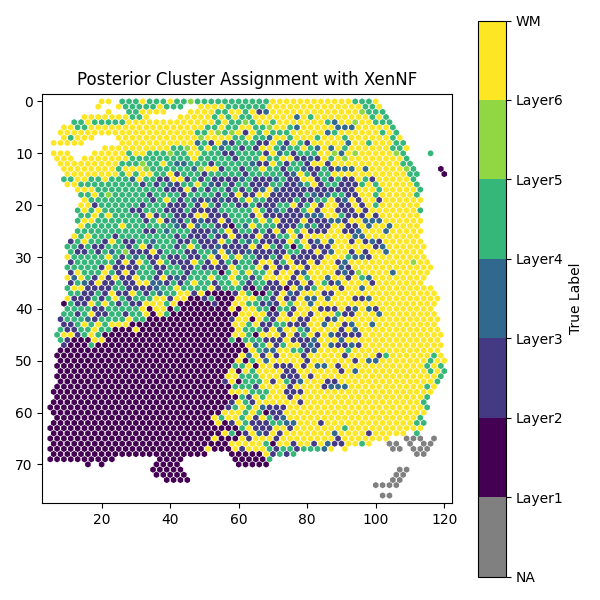 Posterior Cluster Assignment with XenNF
0
10
20
30
40
50
60
70
20
40
60
80
100
120
WM
Layer6
Layer5
Layer4
Layer3
Layer2
Layer1
NA
True Label